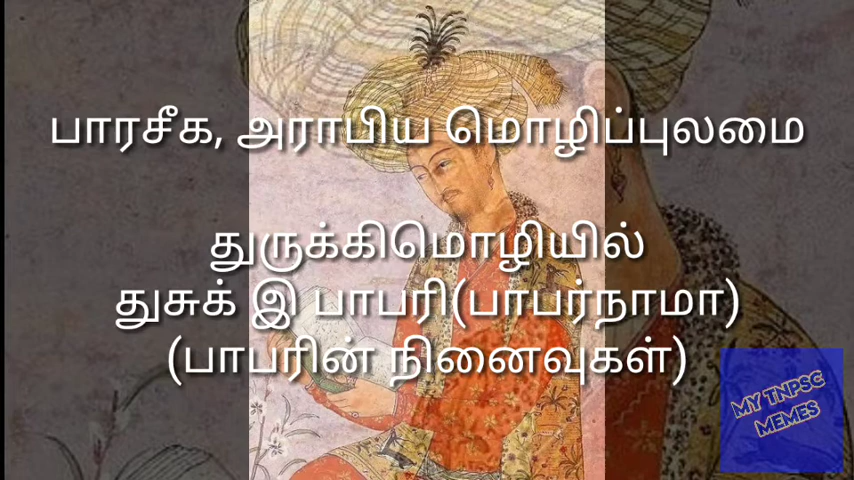 பாரசீக, அராபிய மொழிப்புலமை
துருக்கிமொழியில்
துசுக் இ பாபரி(பாபர்நாமா)
(பாபரின் நினைவுகள்)
MY TNPSC
MEMES